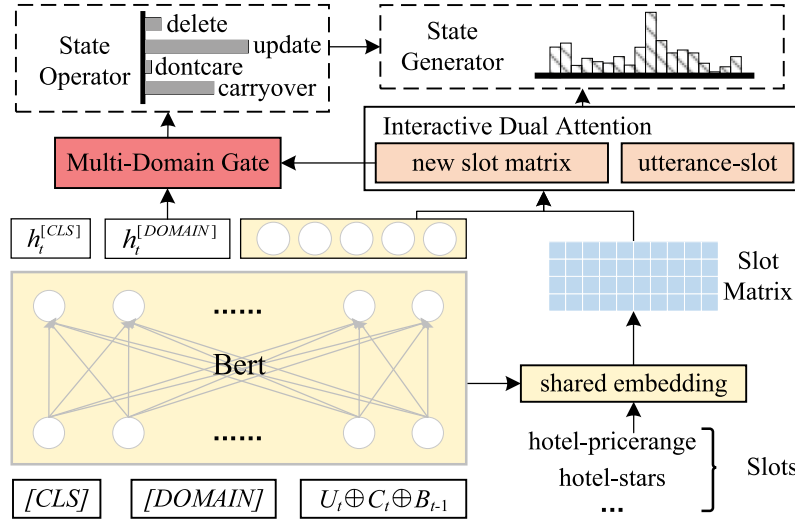 State
Operator
delete
update
dontcare
carryover
State
Generator
Interactive Dual Attention
Multi-Domain Gate
new slot matrix
utterance-slot
h_t^{[CLS]}
h_t^{[DOMAIN]}
Slot
Matrix
......
Bert
......
shared embedding
hotel-pricerange
hotel-stars
...
Slots
[CLS]
[DOMAIN]
U_t⊕C_t⊕B_{t-1}